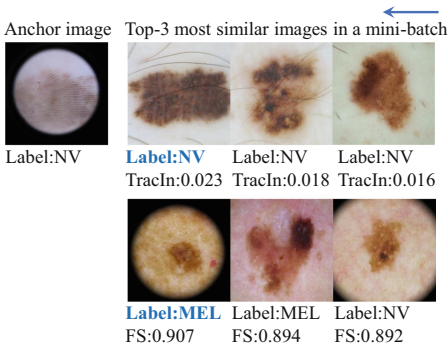 Anchor image
Top-3 most similar images in a mini-batch
Label:NV
Label:NV
Label:NV
Label:NV
TracIn:0.023
TracIn:0.018
TracIn:0.016
Label:MEL
Label:MEL
Label:NV
FS:0.907
FS:0.894
FS:0.892